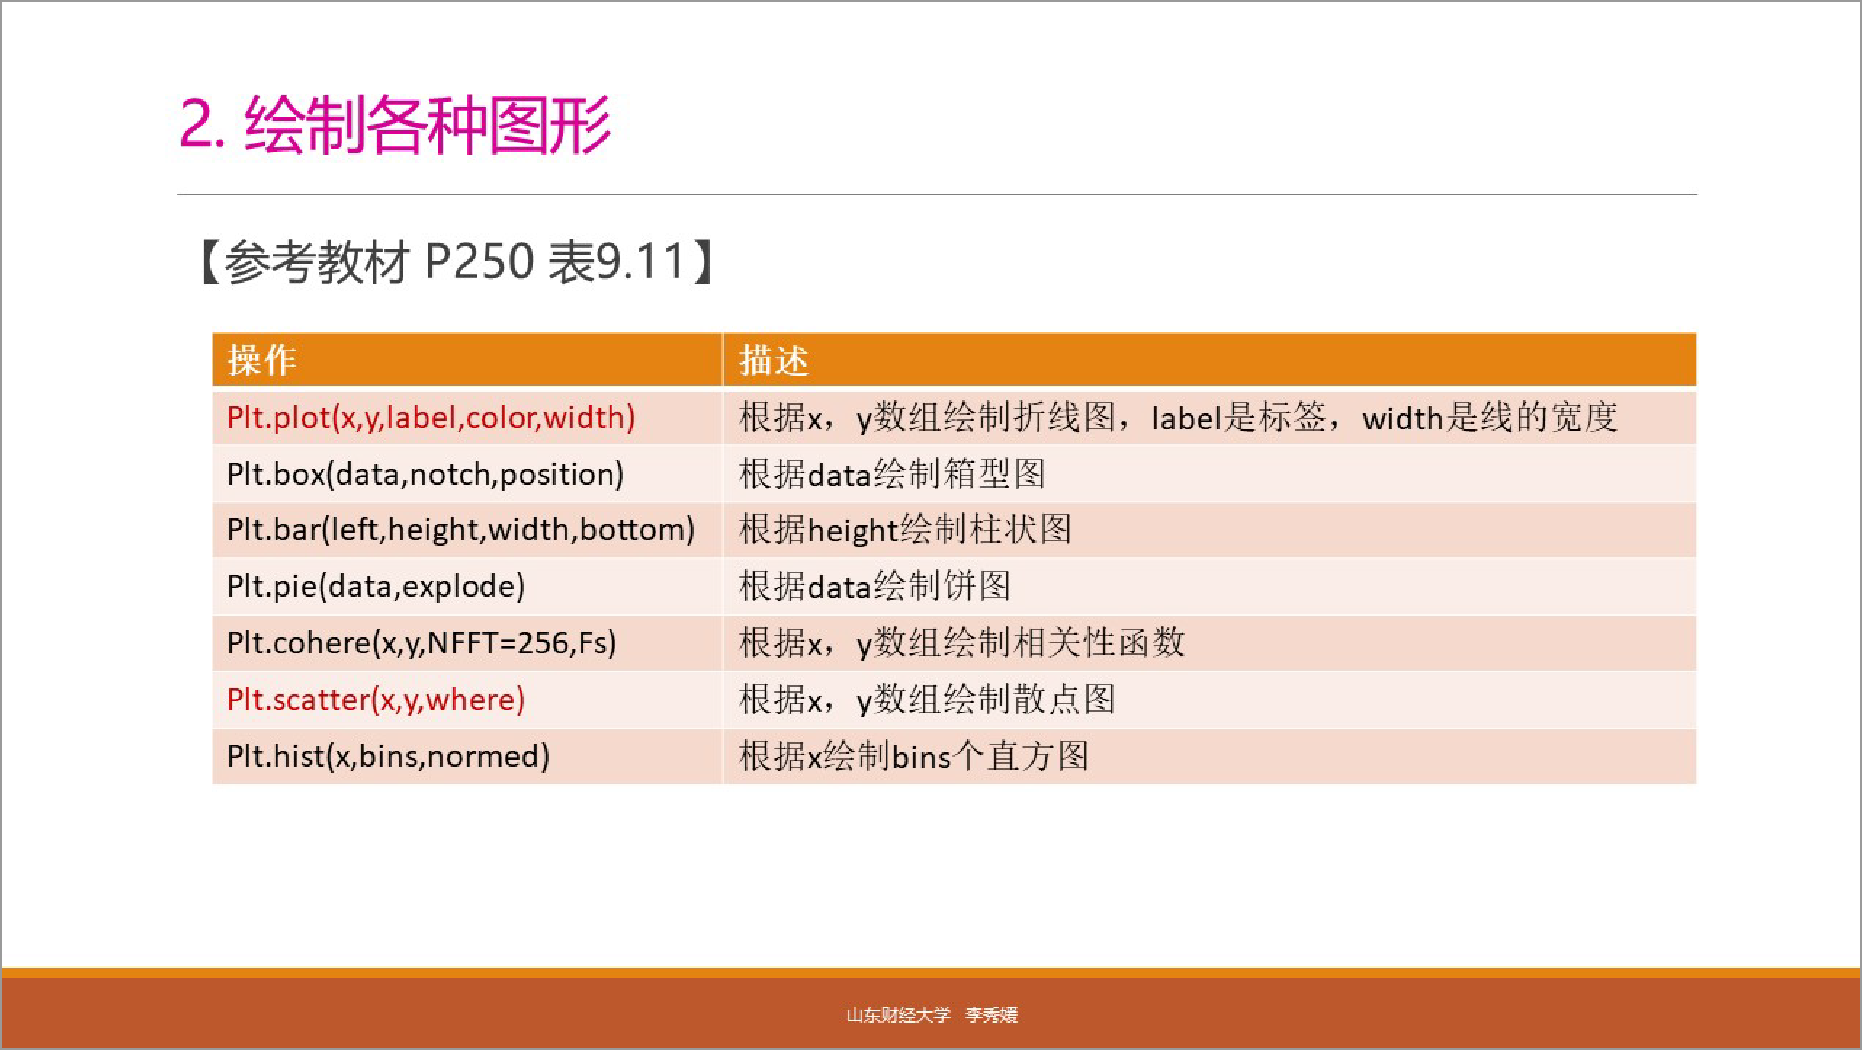 2. 绘制各种图形
【参考教材 P250 表9.11】
操作 描述
Plt.plot(x,y,label,color,width) 根据x，y数组绘制折线图，label是标签，width是线的宽度
Plt.box(data,notch,position) 根据data绘制箱型图
Plt.bar(left,height,width,bottom) 根据height绘制柱状图
Plt.pie(data,explode) 根据data绘制饼图
Plt.cohere(x,y,NFFT=256,Fs) 根据x，y数组绘制相关性函数
Plt.scatter(x,y,where) 根据x，y数组绘制散点图
Plt.hist(x,bins,normed) 根据x绘制bins个直方图
山东财经大学 李秀媛